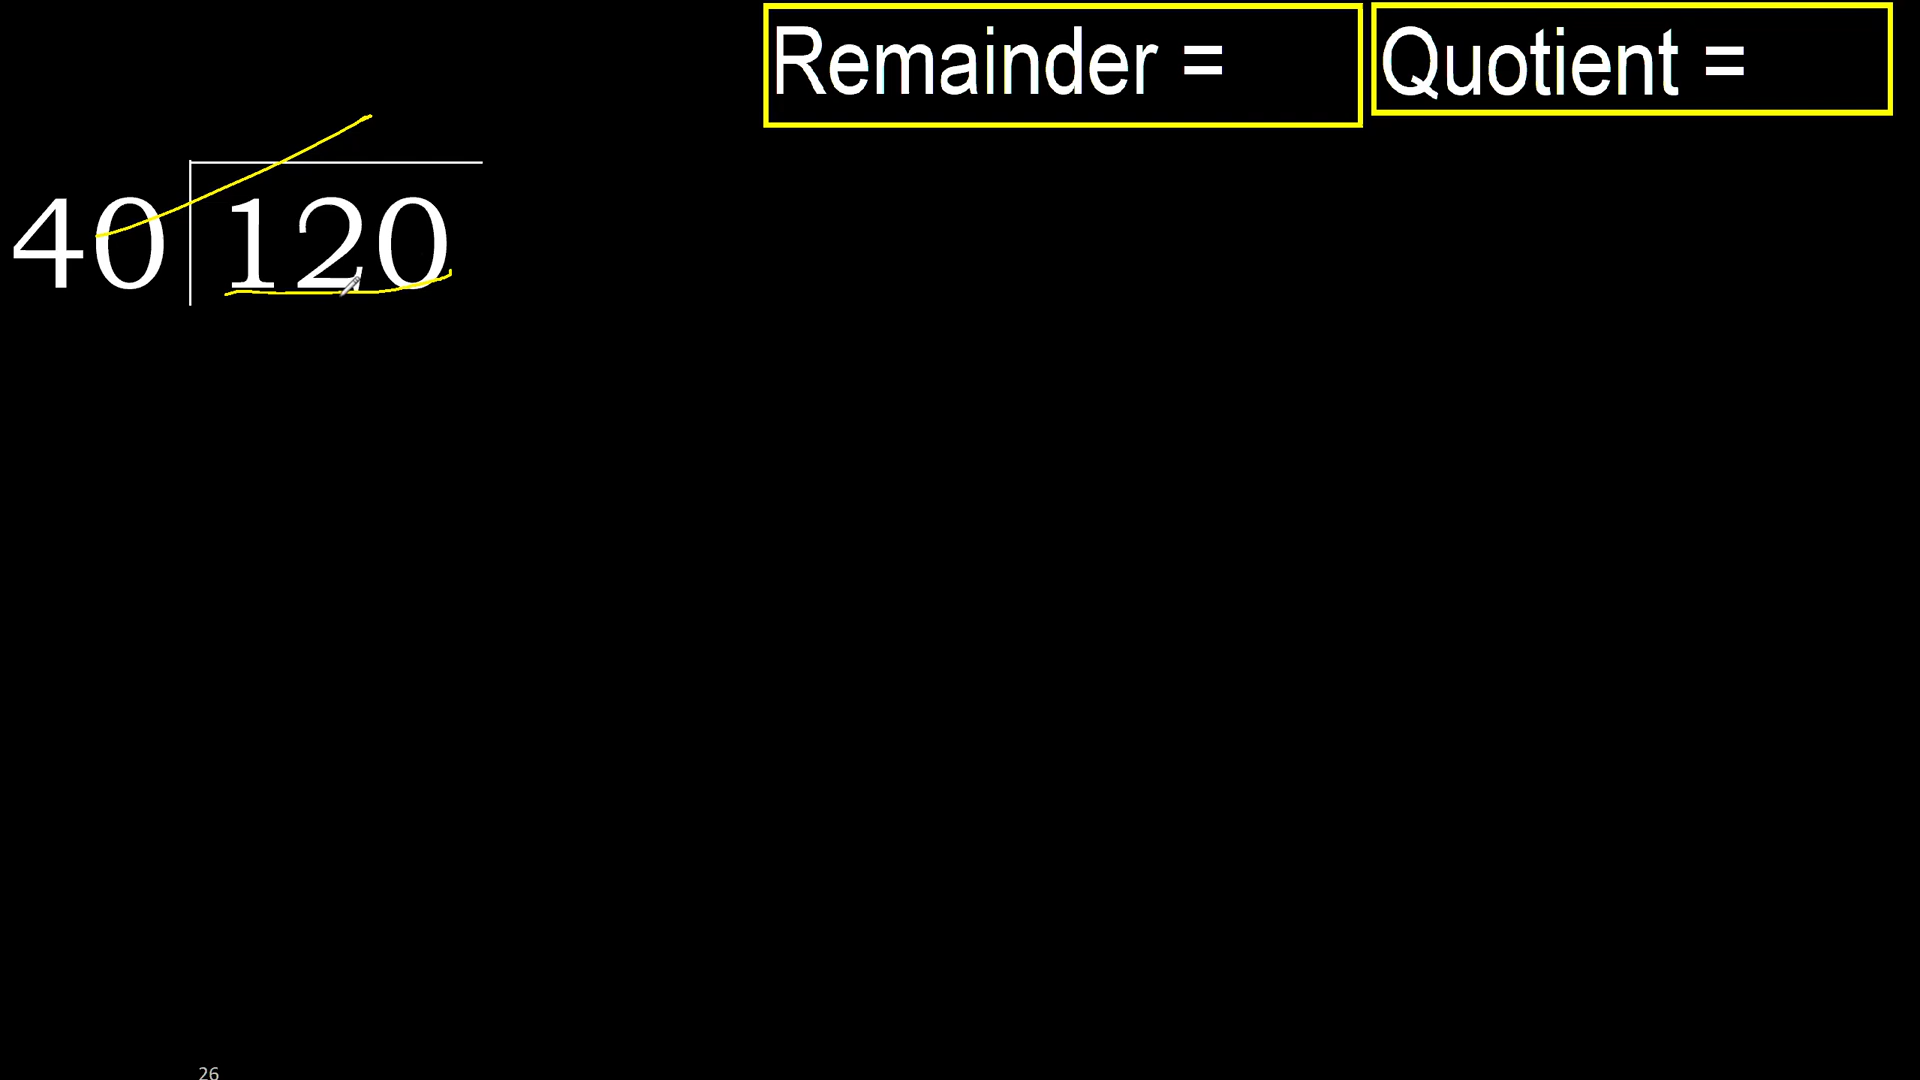 Remainder =
Quotient =
40 120
26